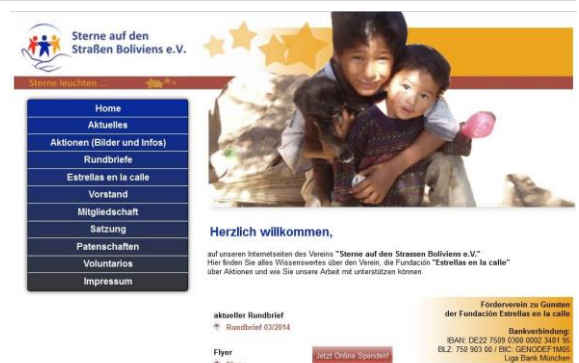 Sterne auf den
Straßen Boliviens e.V.
Sterne leuchten ...
Home
Aktuelles
Aktionen (Bilder und Infos)
Rundbriefe
Estrellas en la calle
Vorstand
Mitgliedschaft
Satzung
Patenschaften
Voluntarios
Impressum
Herzlich willkommen,
auf unseren Internetseiten des Vereins "Sterne auf den Strassen Boliviens e.V."
Hier finden Sie alles Wissenswertes über den Verein, die Fundación "Estrellas en la calle"
über Aktionen und wie Sie unsere Arbeit mit unterstützen können.
aktueller Rundbrief
Rundbrief 03/2014
Flyer
Jetzt Online Spenden!
Förderverein zu Gunsten
der Fundación Estrellas en la calle
Bankverbindung:
IBAN: DE22 7509 0300 0002 3481 95
BLZ: 750 903 00 / BIC: GENODEF1M05
Liga Bank München